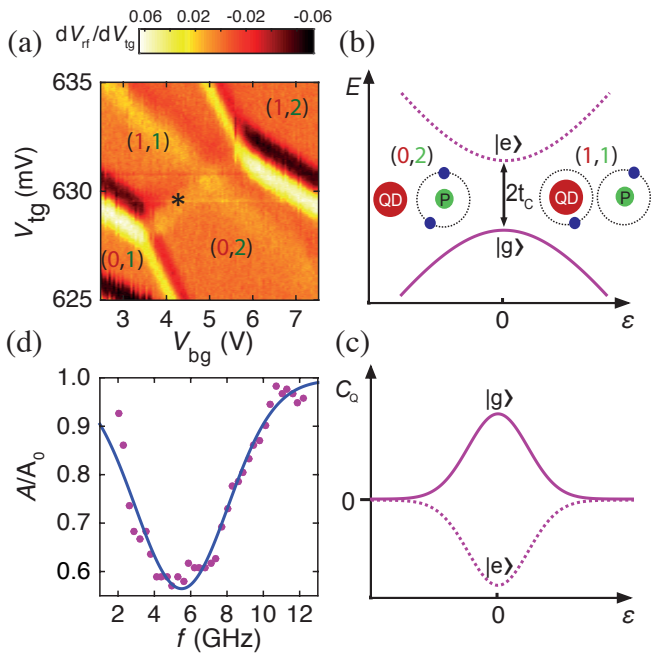 0.06 0.02 -0.02 -0.06
(a) dV_rf/dV_tg (b)
635
630
625
V_tg (mV)
(1,1)
(1,2)
*
(0,1)
(0,2)
3 4 5 6 7
V_bg (V)
E
|e⟩
(0,2) (1,1)
QD P 2t_C QD P
|g⟩
0 ε
(d) (c)
1.0
0.9
0.8
0.7
0.6
A/A_0
2 4 6 8 10 12
f (GHz)
C_Q
|g⟩
0
|e⟩
0 ε